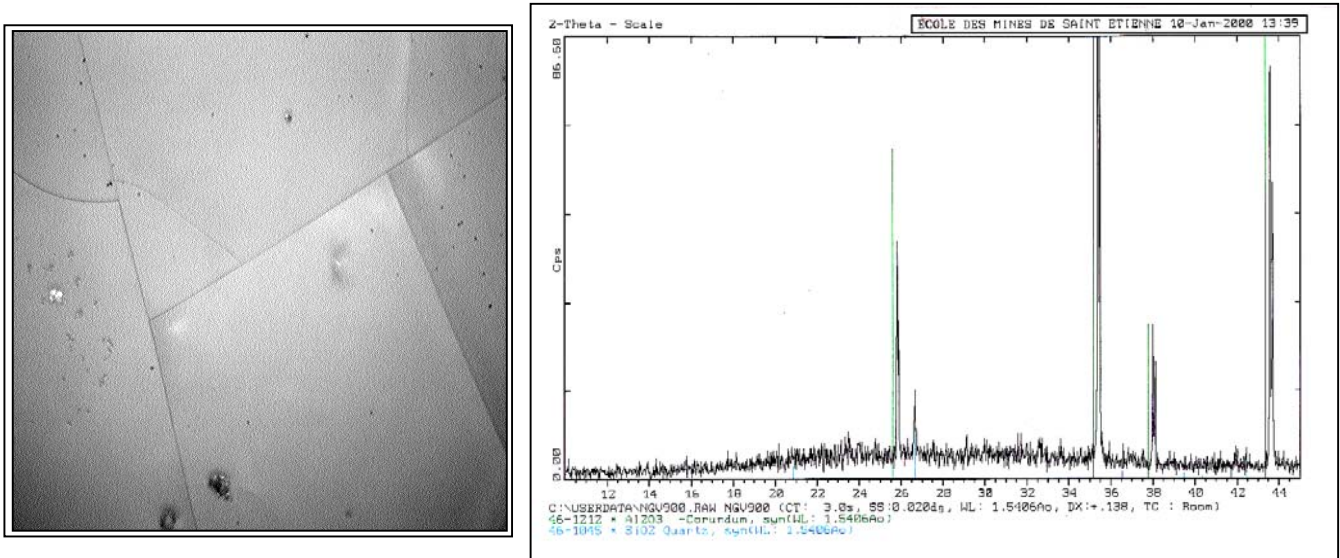 2-Theta - Scale
ECOLE DES MINES DE SAINT ETIENNE 10-Jan-2000 13:39
86.60
Cps
0.00
12 14 16 18 20 22 24 26 28 30 32 34 36 38 40 42 44
C:\USERDATA\NGV900.RAW NGV900 (CT: 3.0s, SS:0.020dg, WL: 1.5406Ao, DX:+.138, TC : Room)
46-1212 * Al2O3 -Corundum, syn(WL: 1.5406Ao)
46-1045 * SiO2 Quartz, syn(WL: 1.5406Ao)